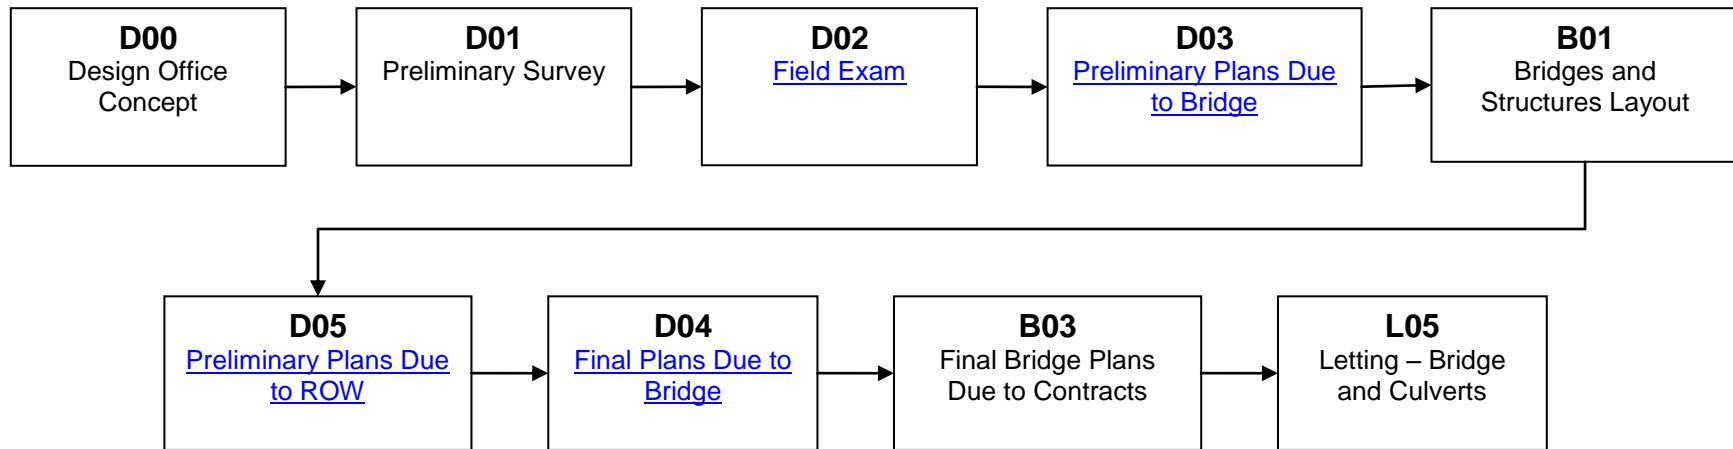 D00
Design Office
Concept
D01
Preliminary Survey
D02
Field Exam
D03
Preliminary Plans Due
to Bridge
B01
Bridges and
Structures Layout
D05
Preliminary Plans Due
to ROW
D04
Final Plans Due to
Bridge
B03
Final Bridge Plans
Due to Contracts
L05
Letting – Bridge
and Culverts